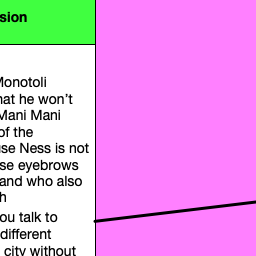 sion
Monotoli
hat he won't
Mani Mani
of the
use Ness is not
se eyebrows
and who also
h
ou talk to
different
city without